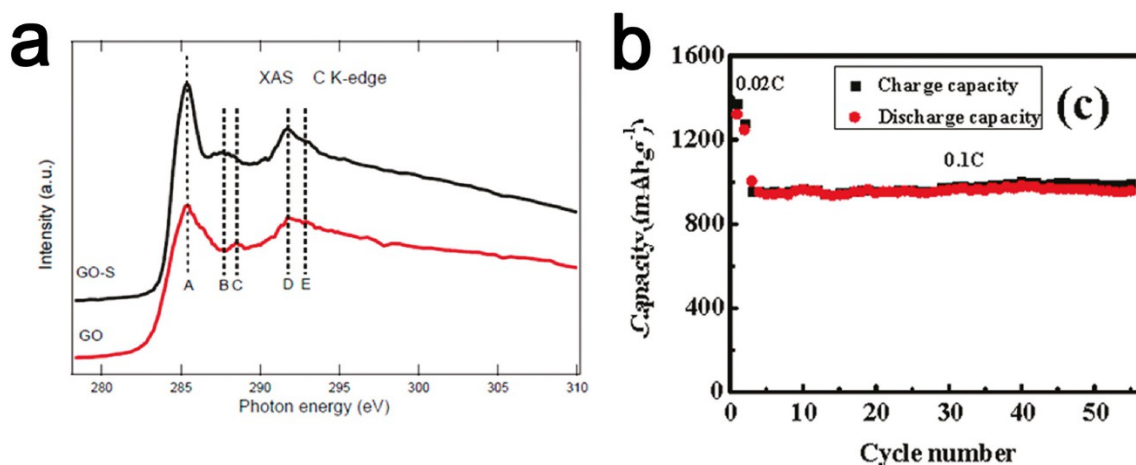 a
XAS C K-edge
Intensity (a.u.)
GO-S
GO
A B C D E
280 285 290 295 300 305 310
Photon energy (eV)
b
1600
1200
800
400
0
0.02C
Charge capacity
Discharge capacity
(c)
0.1C
Capacity (mAhg-1)
0 10 20 30 40 50
Cycle number